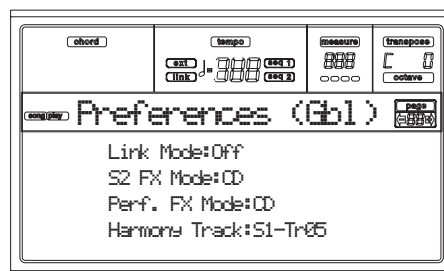 chord
tempo
measure
transpose
ext
link
seq 1
seq 2
octave
song play
Preferences (Gbl)
page
Link Mode:Off
S2 FX Mode:CD
Perf. FX Mode:CD
Harmony Track:S1-Tr05